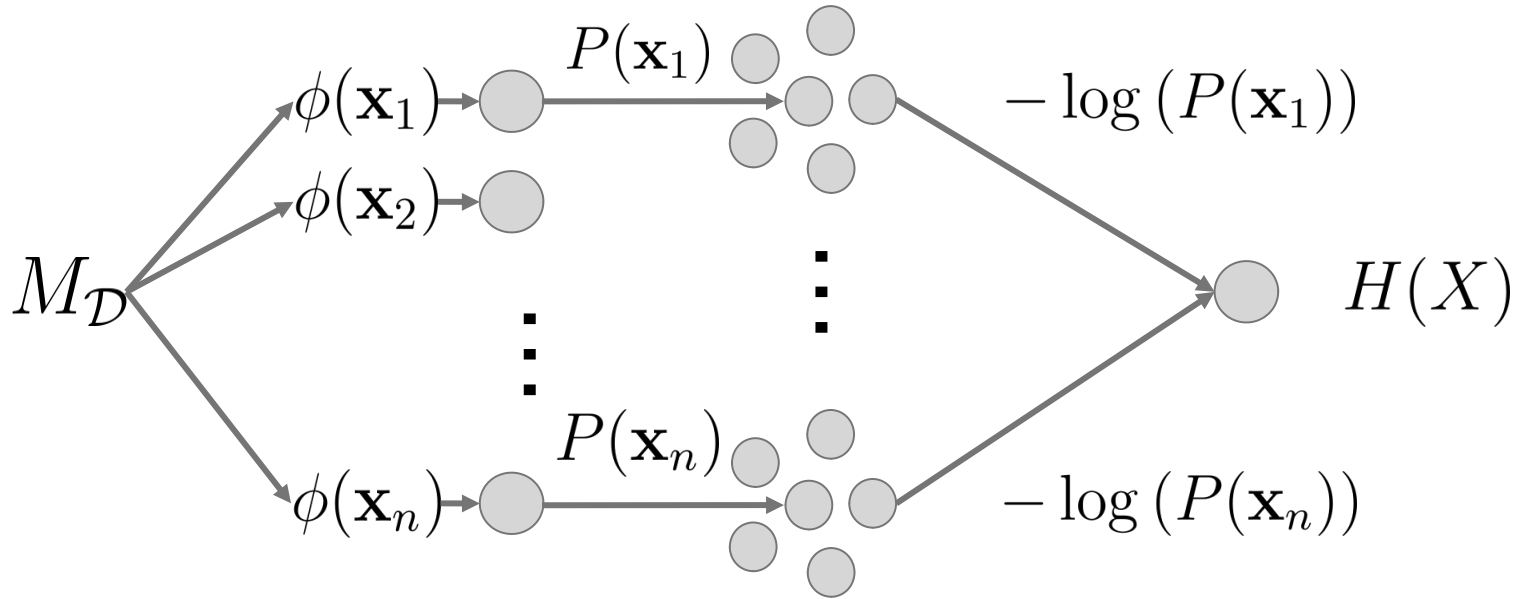 P(𝐱₁)
ϕ(𝐱₁)
− log (P(𝐱₁))
ϕ(𝐱₂)
M_𝒟
H(X)
P(𝐱ₙ)
ϕ(𝐱ₙ)
− log (P(𝐱ₙ))